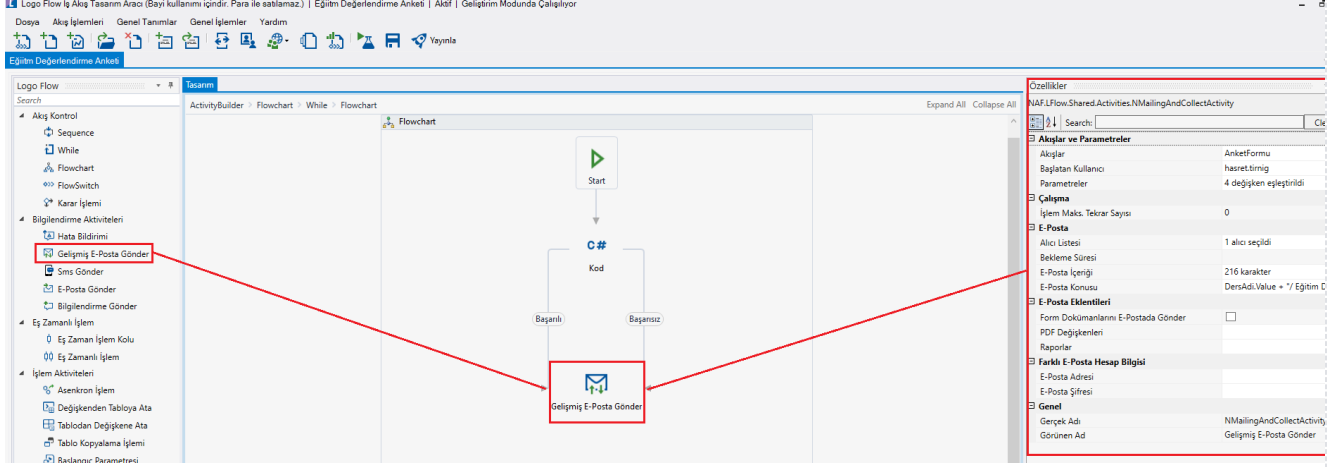 Logo Flow İş Akış Tasarım Aracı (Bayi kullanımı içindir. Para ile satılamaz.) | Eğiitm Değerlendirme Anketi | Aktif | Geliştirim Modunda Çalışılıyor
Dosya Akış İşlemleri Genel Tanımlar Genel İşlemler Yardım
Yayınla
Eğiitm Değerlendirme Anketi
Logo Flow
Search
Akış Kontrol
Sequence
While
Flowchart
FlowSwitch
Karar İşlemi
Bilgilendirme Aktiviteleri
Hata Bildirimi
Gelişmiş E-Posta Gönder
Sms Gönder
E-Posta Gönder
Bilgilendirme Gönder
Eş Zamanlı İşlem
Eş Zaman İşlem Kolu
Eş Zamanlı İşlem
İşlem Aktiviteleri
Asenkron İşlem
Değişkenden Tabloya Ata
Tablodan Değişkene Ata
Tablo Kopyalama İşlemi
Başlangıç Parametresi
Tasarım
ActivityBuilder > Flowchart > While > Flowchart
Expand All Collapse All
Flowchart
Start
C#
Kod
Başarılı
Başarısız
Gelişmiş E-Posta Gönder
Özellikler
NAF.LFlow.Shared.Activities.NMailingAndCollectActivity
Search: Cle
Akışlar ve Parametreler
Akışlar AnketFormu
Başlatan Kullanıcı hasret.tirnig
Parametreler 4 değişken eşleştirildi
Çalışma
İşlem Maks. Tekrar Sayısı 0
E-Posta
Alıcı Listesi 1 alıcı seçildi
Bekleme Süresi
E-Posta İçeriği 216 karakter
E-Posta Konusu DersAdi.Value + "/ Eğitim D
E-Posta Eklentileri
Form Dokümanlarını E-Postada Gönder
PDF Değişkenleri
Raporlar
Farklı E-Posta Hesap Bilgisi
E-Posta Adresi
E-Posta Şifresi
Genel
Gerçek Adı NMailingAndCollectActivity
Görünen Ad Gelişmiş E-Posta Gönder